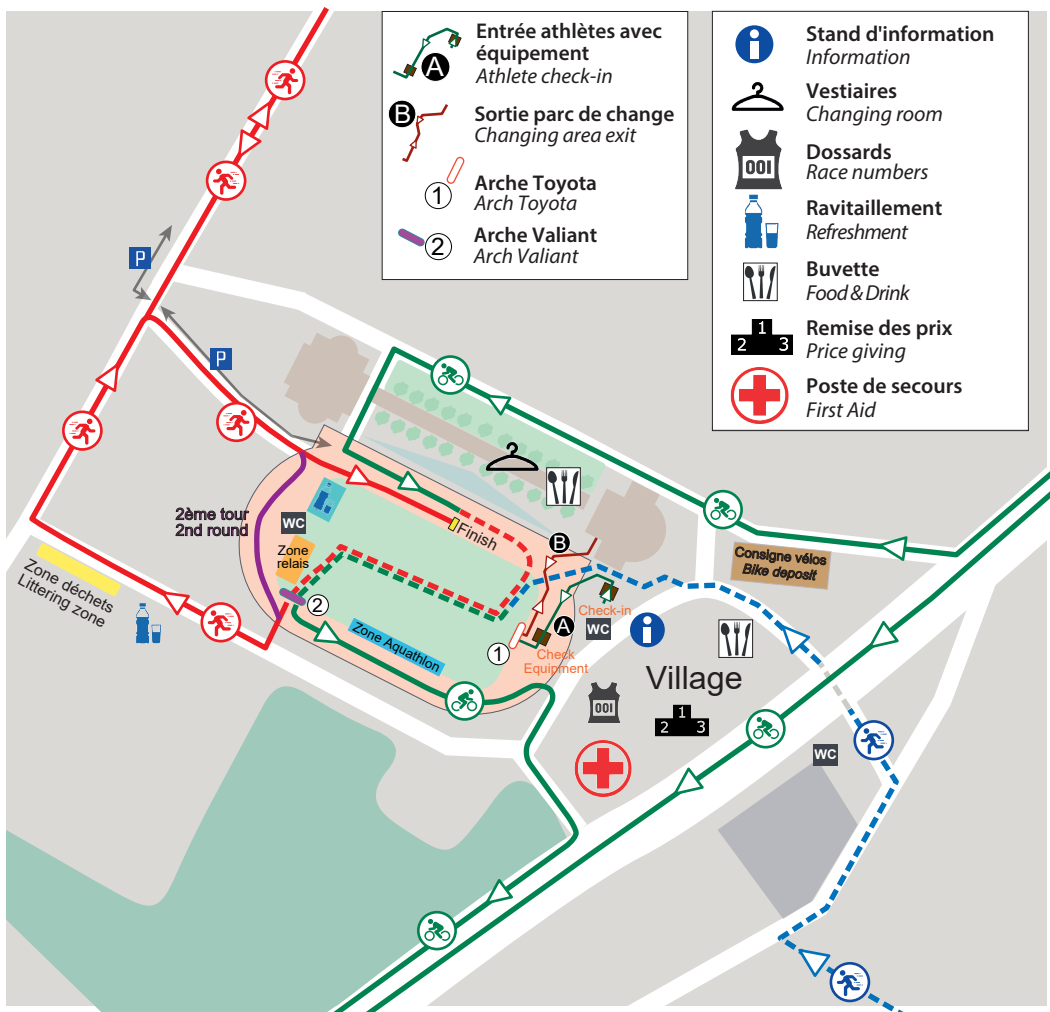 Entrée athlètes avec
équipement
Athlete check-in
A
B
Sortie parc de change
Changing area exit
1
Arche Toyota
Arch Toyota
2
Arche Valiant
Arch Valiant
Stand d'information
Information
Vestiaires
Changing room
001
Dossards
Race numbers
Ravitaillement
Refreshment
Buvette
Food & Drink
1
2 3
Remise des prix
Price giving
Poste de secours
First Aid
P
P
2ème tour
2nd round
WC
Zone
relais
Finish
B
Consigne vélos
Bike deposit
Zone déchets
Littering zone
2
Zone Aquathlon
1
A
Check-in
WC
Check
Equipment
Village
001
1
2 3
WC